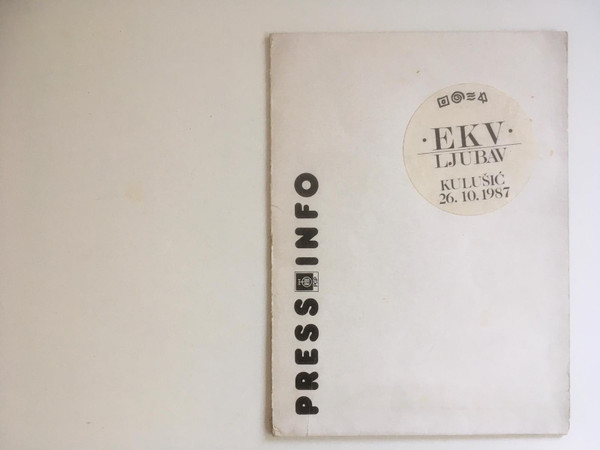 ·EKV·
LJUBAV
KULUŠIĆ
26.10.1987
PRESS INFO